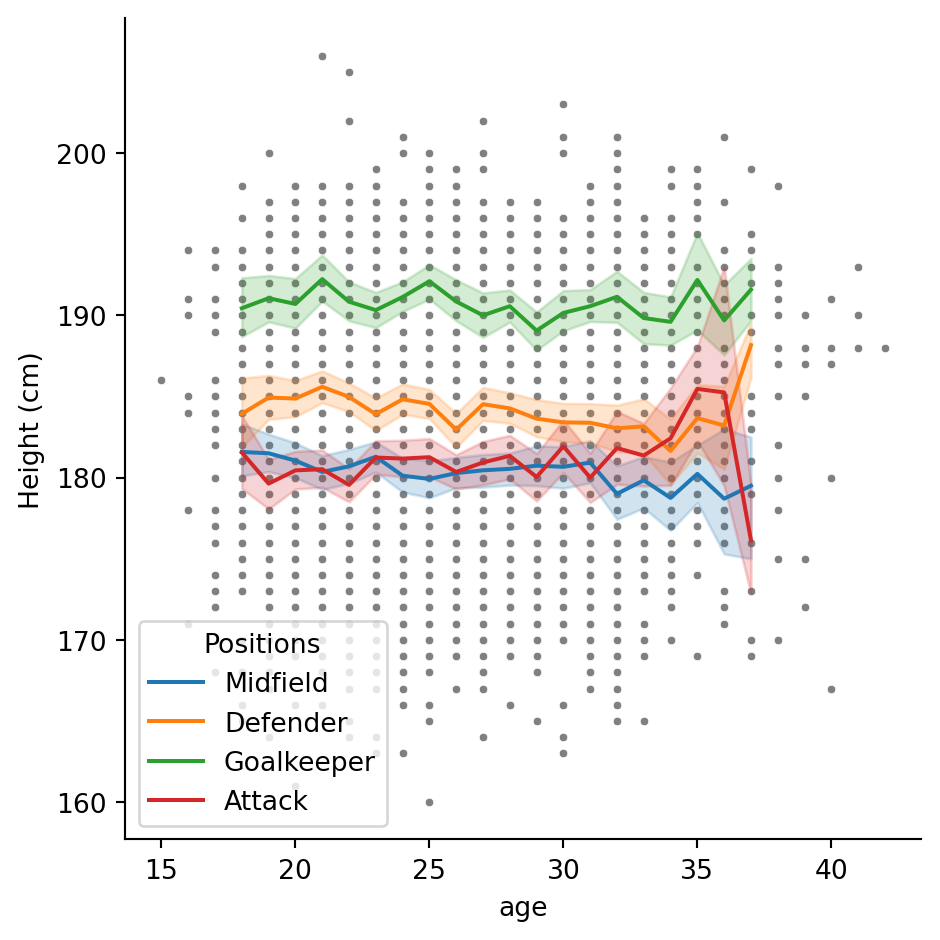 Height (cm)
200
190
180
170
160
Positions
Midfield
Defender
Goalkeeper
Attack
15 20 25 30 35 40
age